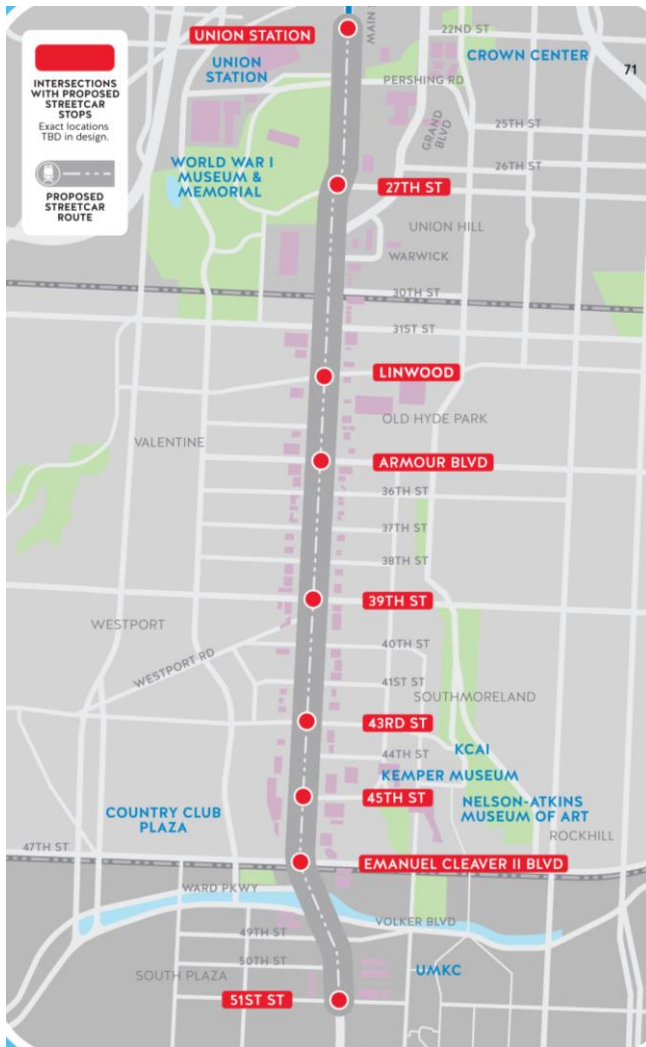 MAIN
UNION STATION
22ND ST
UNION
STATION
CROWN CENTER
71
INTERSECTIONS
WITH PROPOSED
STREETCAR
STOPS
Exact locations
TBD in design.
PROPOSED
STREETCAR
ROUTE
PERSHING RD
GRAND
BLVD
25TH ST
WORLD WAR I
MUSEUM &
MEMORIAL
26TH ST
27TH ST
UNION HILL
WARWICK
30TH ST
31ST ST
LINWOOD
OLD HYDE PARK
VALENTINE
ARMOUR BLVD
36TH ST
37TH ST
38TH ST
39TH ST
WESTPORT
WESTPORT RD
40TH ST
41ST ST
SOUTHMORELAND
43RD ST
KCAI
44TH ST
KEMPER MUSEUM
45TH ST
NELSON-ATKINS
MUSEUM OF ART
COUNTRY CLUB
PLAZA
ROCKHILL
47TH ST
EMANUEL CLEAVER II BLVD
WARD PKWY
VOLKER BLVD
49TH ST
50TH ST
SOUTH PLAZA
UMKC
51ST ST